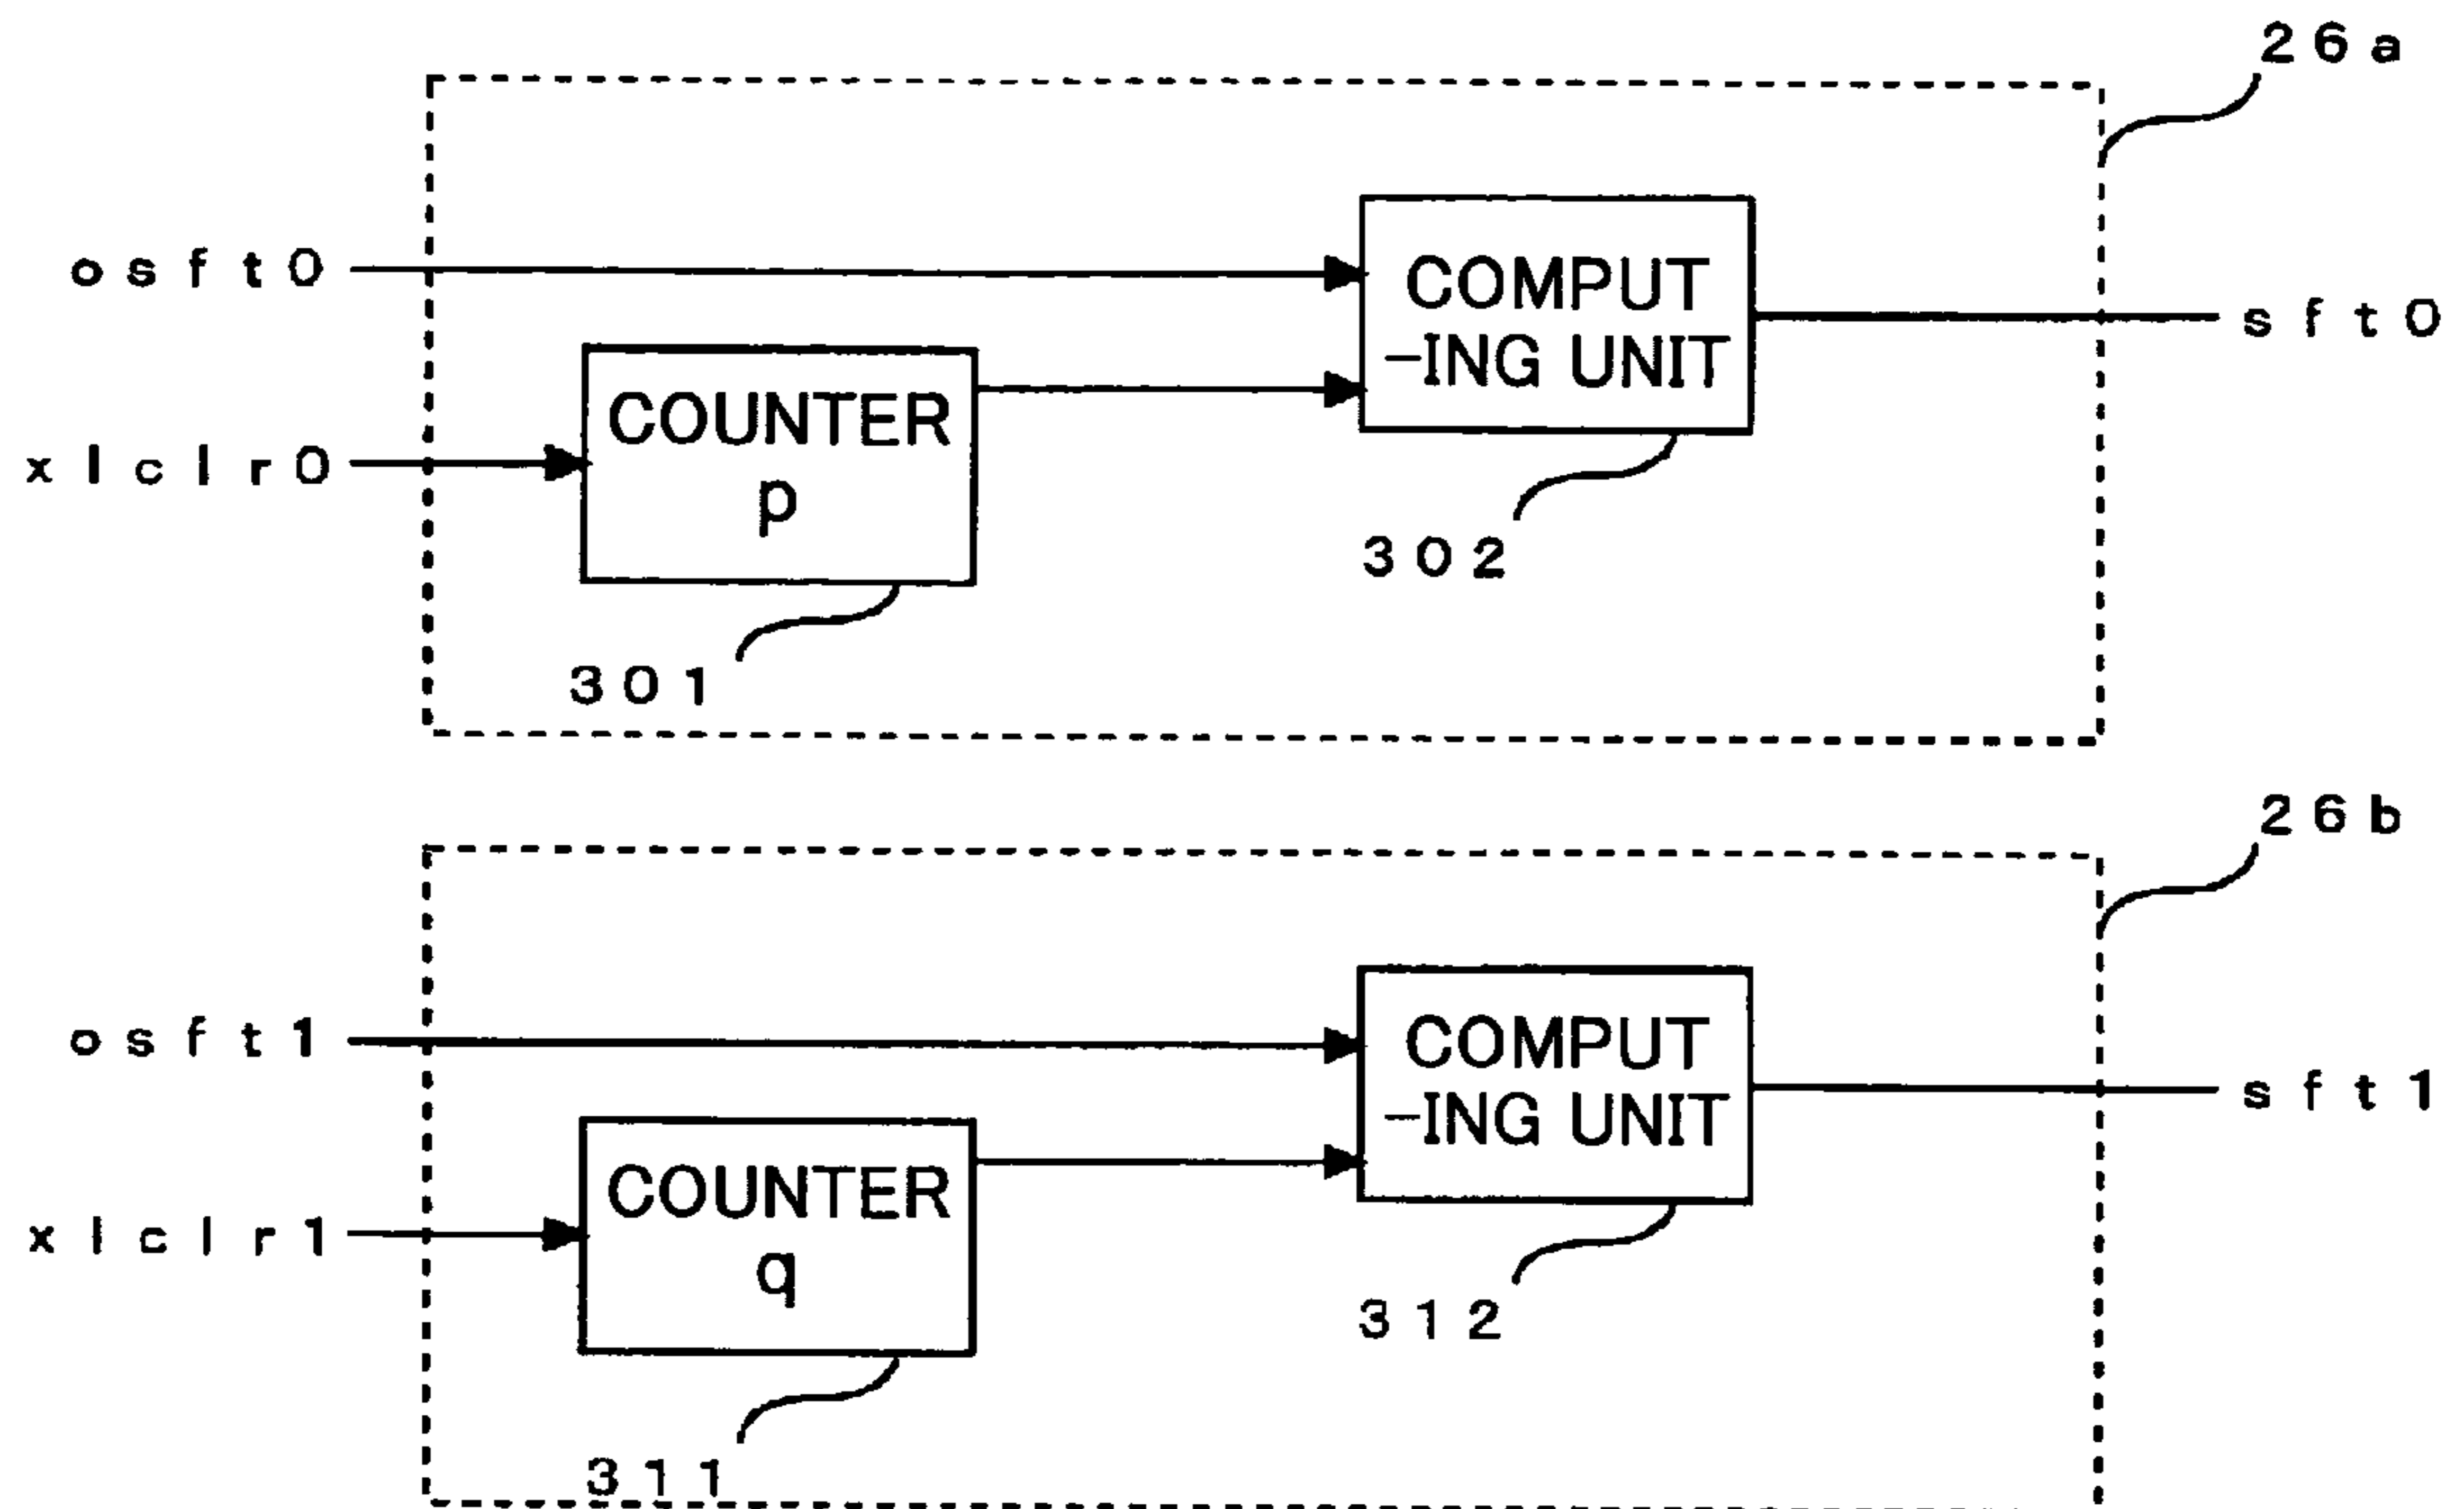 26a
osft0
COMPUT
-ING UNIT
sft0
COUNTER
p
xlclr0
302
301
26b
osft1
COMPUT
-ING UNIT
sft1
COUNTER
q
xlclr1
312
311